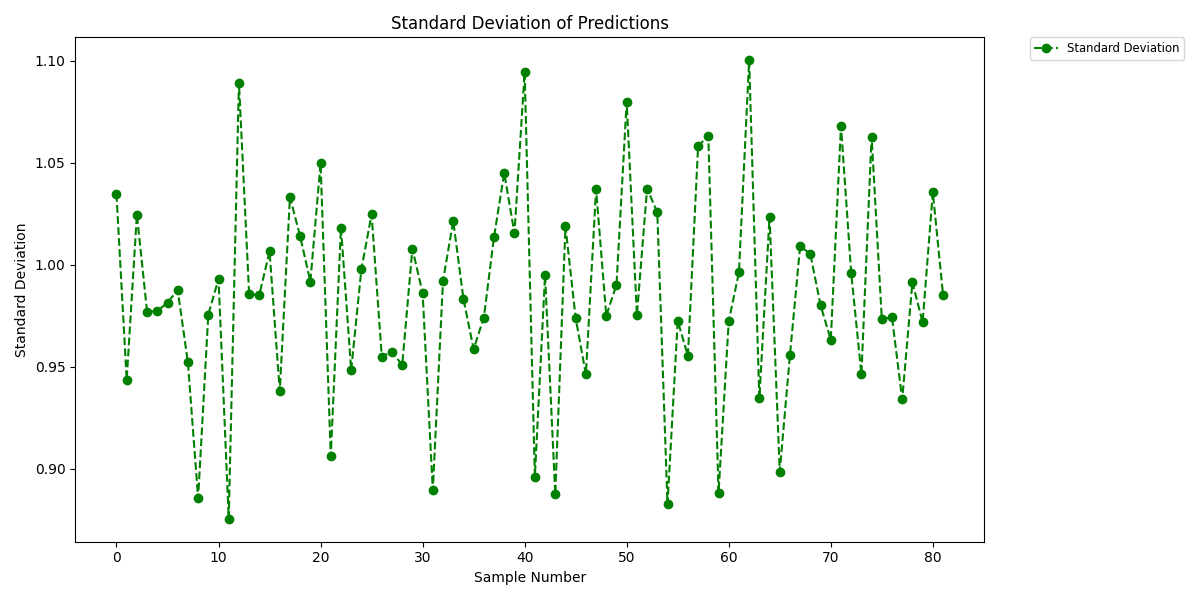 Standard Deviation of Predictions
Standard Deviation
1.10
1.05
1.00
0.95
0.90
Standard Deviation
0 10 20 30 40 50 60 70 80
Sample Number